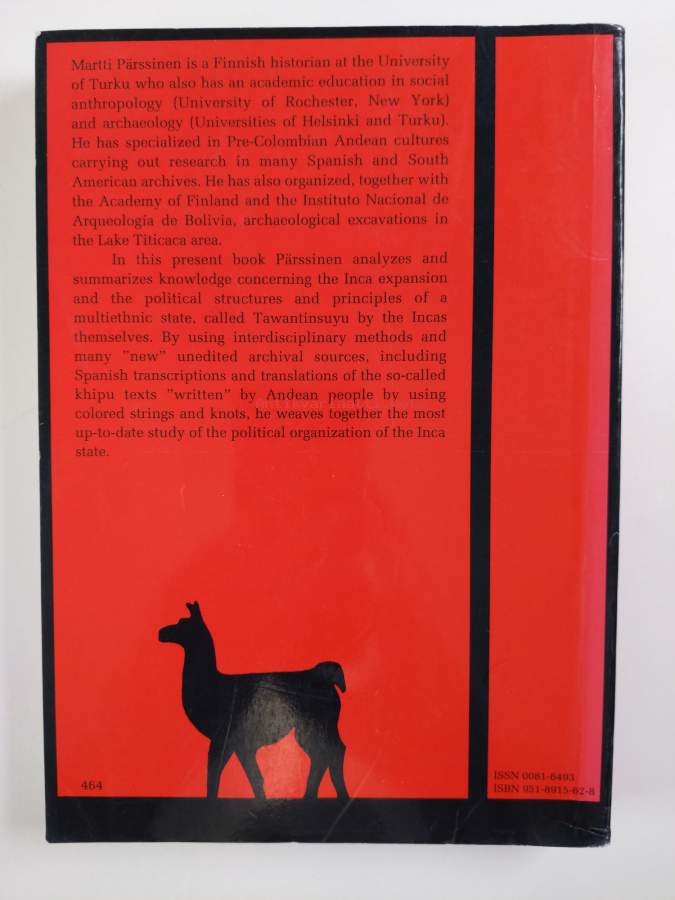 Martti Pärssinen is a Finnish historian at the University
of Turku who also has an academic education in social
anthropology (University of Rochester, New York)
and archaeology (Universities of Helsinki and Turku).
He has specialized in Pre-Colombian Andean cultures
carrying out research in many Spanish and South
American archives. He has also organized, together with
the Academy of Finland and the Instituto Nacional de
Arqueología de Bolivia, archaeological excavations in
the Lake Titicaca area.
In this present book Pärssinen analyzes and
summarizes knowledge concerning the Inca expansion
and the political structures and principles of a
multiethnic state, called Tawantinsuyu by the Incas
themselves. By using interdisciplinary methods and
many "new" unedited archival sources, including
Spanish transcriptions and translations of the so-called
khipu texts "written" by Andean people by using
colored strings and knots, he weaves together the most
up-to-date study of the political organization of the Inca
state.
464
ISSN 0081-6493
ISBN 951-8915-62-8